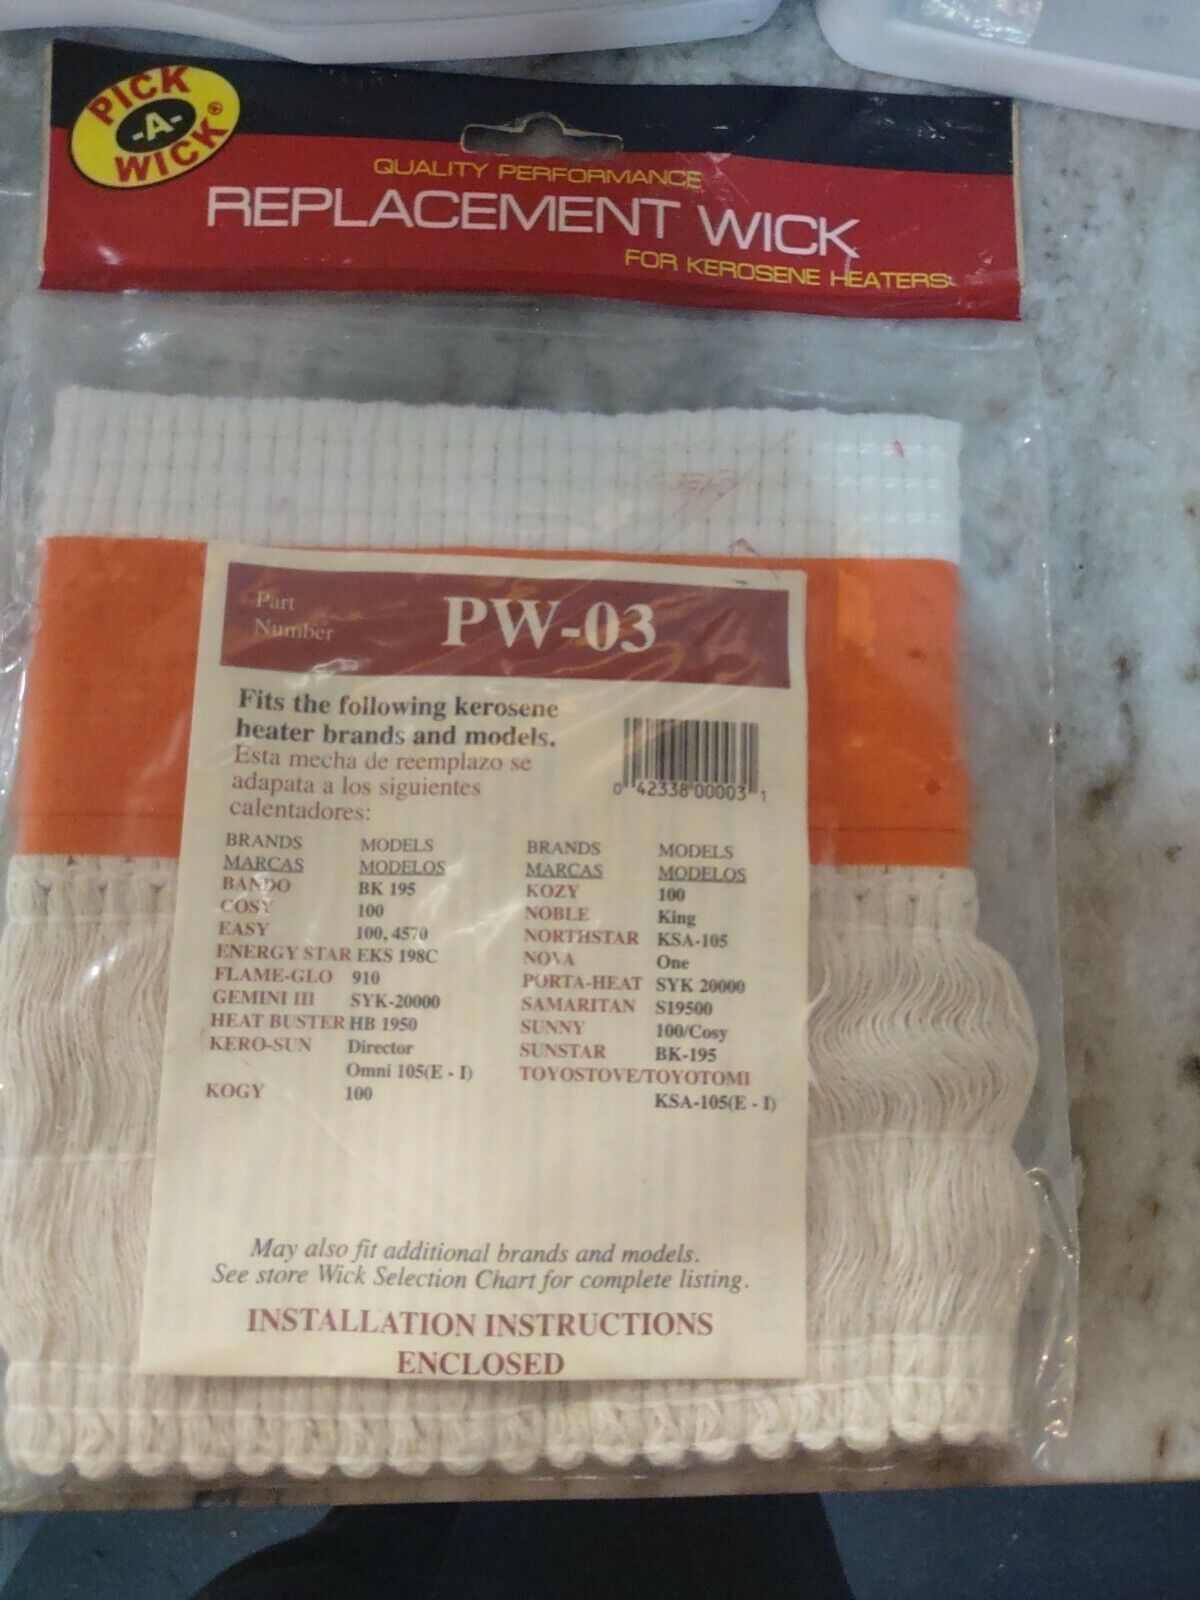 PICK
-A-
WICK®
QUALITY PERFORMANCE
REPLACEMENT WICK
FOR KEROSENE HEATERS
Part
Number
PW-03
Fits the following kerosene
heater brands and models.
Esta mecha de reemplazo se
adapata a los siguientes
calentadores:
0 42338 00003 1
BRANDS MODELS
MARCAS MODELOS
BANDO BK 195
COSY 100
EASY 100, 4570
ENERGY STAR EKS 198C
FLAME-GLO 910
GEMINI III SYK-20000
HEAT BUSTER HB 1950
KERO-SUN Director
Omni 105(E - I)
KOGY 100
BRANDS MODELS
MARCAS MODELOS
KOZY 100
NOBLE King
NORTHSTAR KSA-105
NOVA One
PORTA-HEAT SYK 20000
SAMARITAN S19500
SUNNY 100/Cosy
SUNSTAR BK-195
TOYOSTOVE/TOYOTOMI
KSA-105(E - I)
May also fit additional brands and models.
See store Wick Selection Chart for complete listing.
INSTALLATION INSTRUCTIONS
ENCLOSED